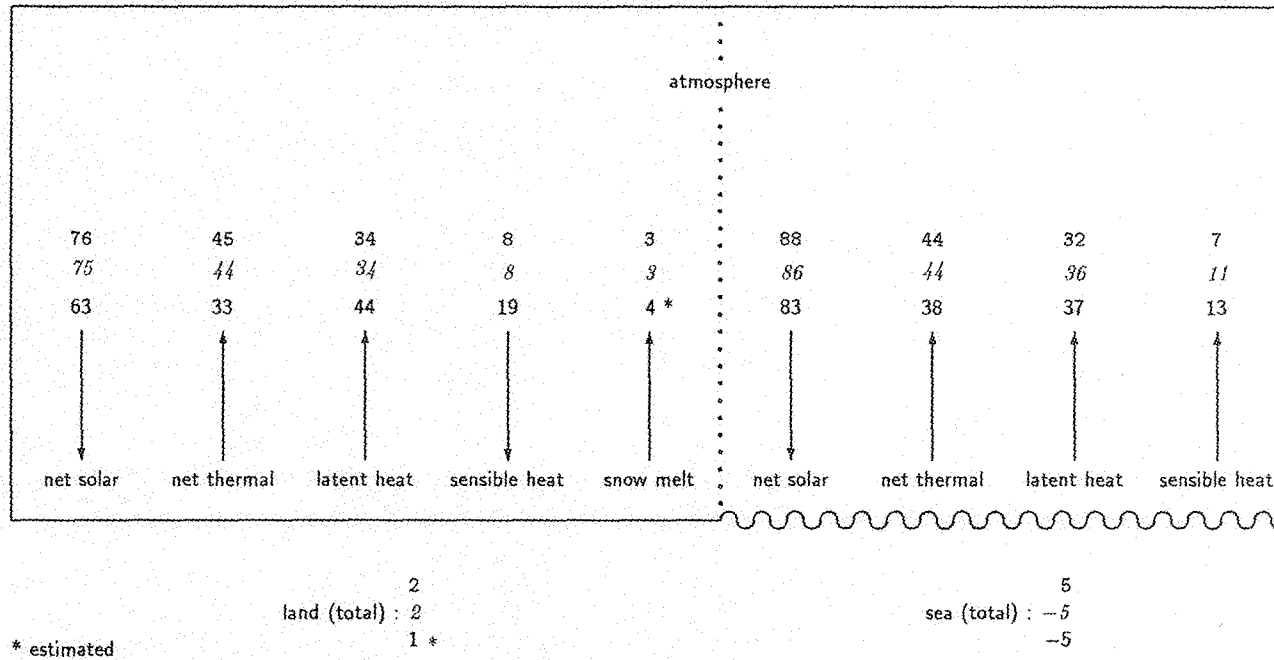 atmosphere
76 45 34 8 3 88 44 32 7
75 44 34 8 3 86 44 36 11
63 33 44 19 4 * 83 38 37 13
net solar net thermal latent heat sensible heat snow melt net solar net thermal latent heat sensible heat
2 5
land (total) : 2 sea (total) : -5
1 * -5
* estimated